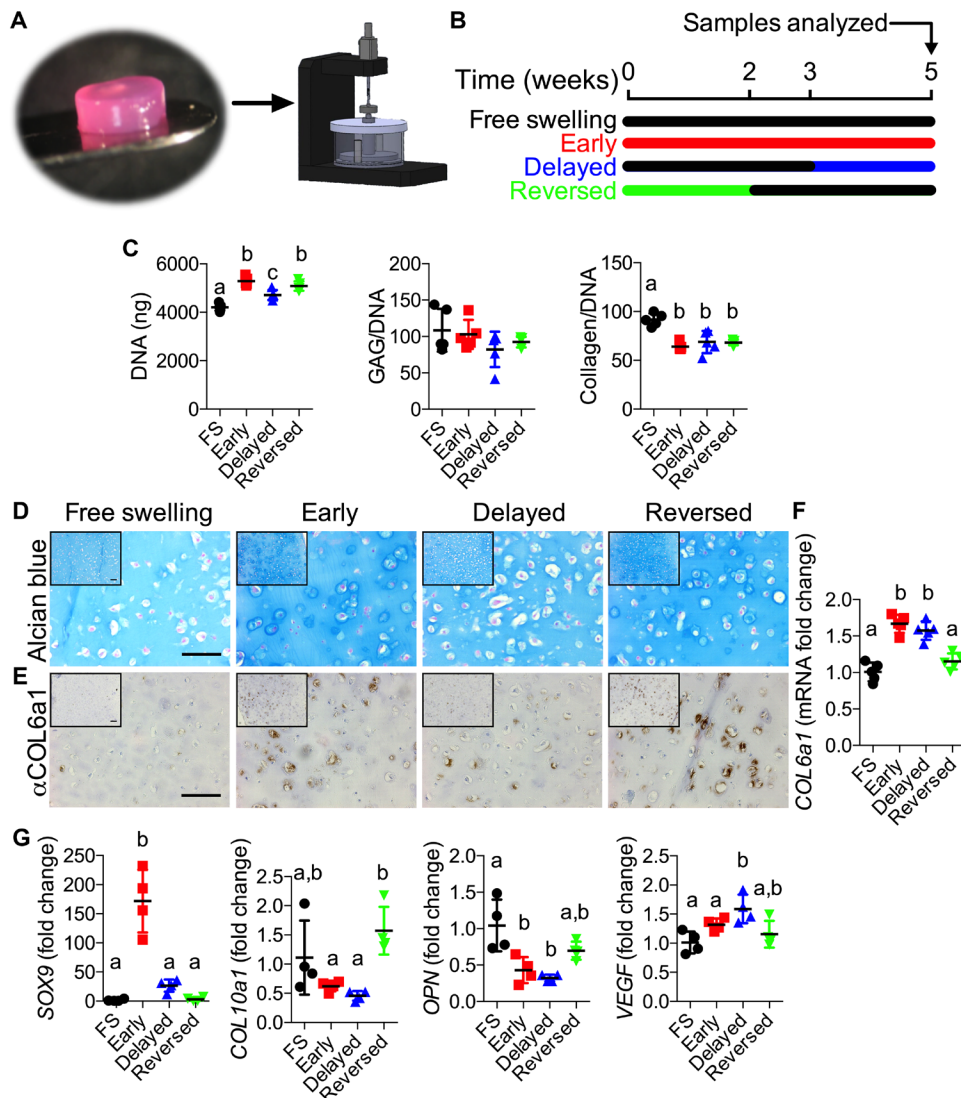 A
B
Samples analyzed
Time (weeks)
0 2 3 5
Free swelling
Early
Delayed
Reversed
C
DNA (ng)
6000
4000
2000
0
a b c b
FS
Early
Delayed
Reversed
GAG/DNA
200
150
100
50
0
FS
Early
Delayed
Reversed
Collagen/DNA
150
100
50
0
a b b b
FS
Early
Delayed
Reversed
D
Free swelling Early Delayed Reversed
Alcian blue
E
αCOL6a1
F
COL6a1 (mRNA fold change)
2.0
1.5
1.0
0.5
0.0
a b b a
FS
Early
Delayed
Reversed
G
SOX9 (fold change)
250
200
150
100
50
0
a b a a
FS
Early
Delayed
Reversed
COL10a1 (fold change)
2.5
2.0
1.5
1.0
0.5
0.0
a,b a a b
FS
Early
Delayed
Reversed
OPN (fold change)
2.0
1.5
1.0
0.5
0.0
a b b a,b
FS
Early
Delayed
Reversed
VEGF (fold change)
2.5
2.0
1.5
1.0
0.5
0.0
a a b a,b
FS
Early
Delayed
Reversed